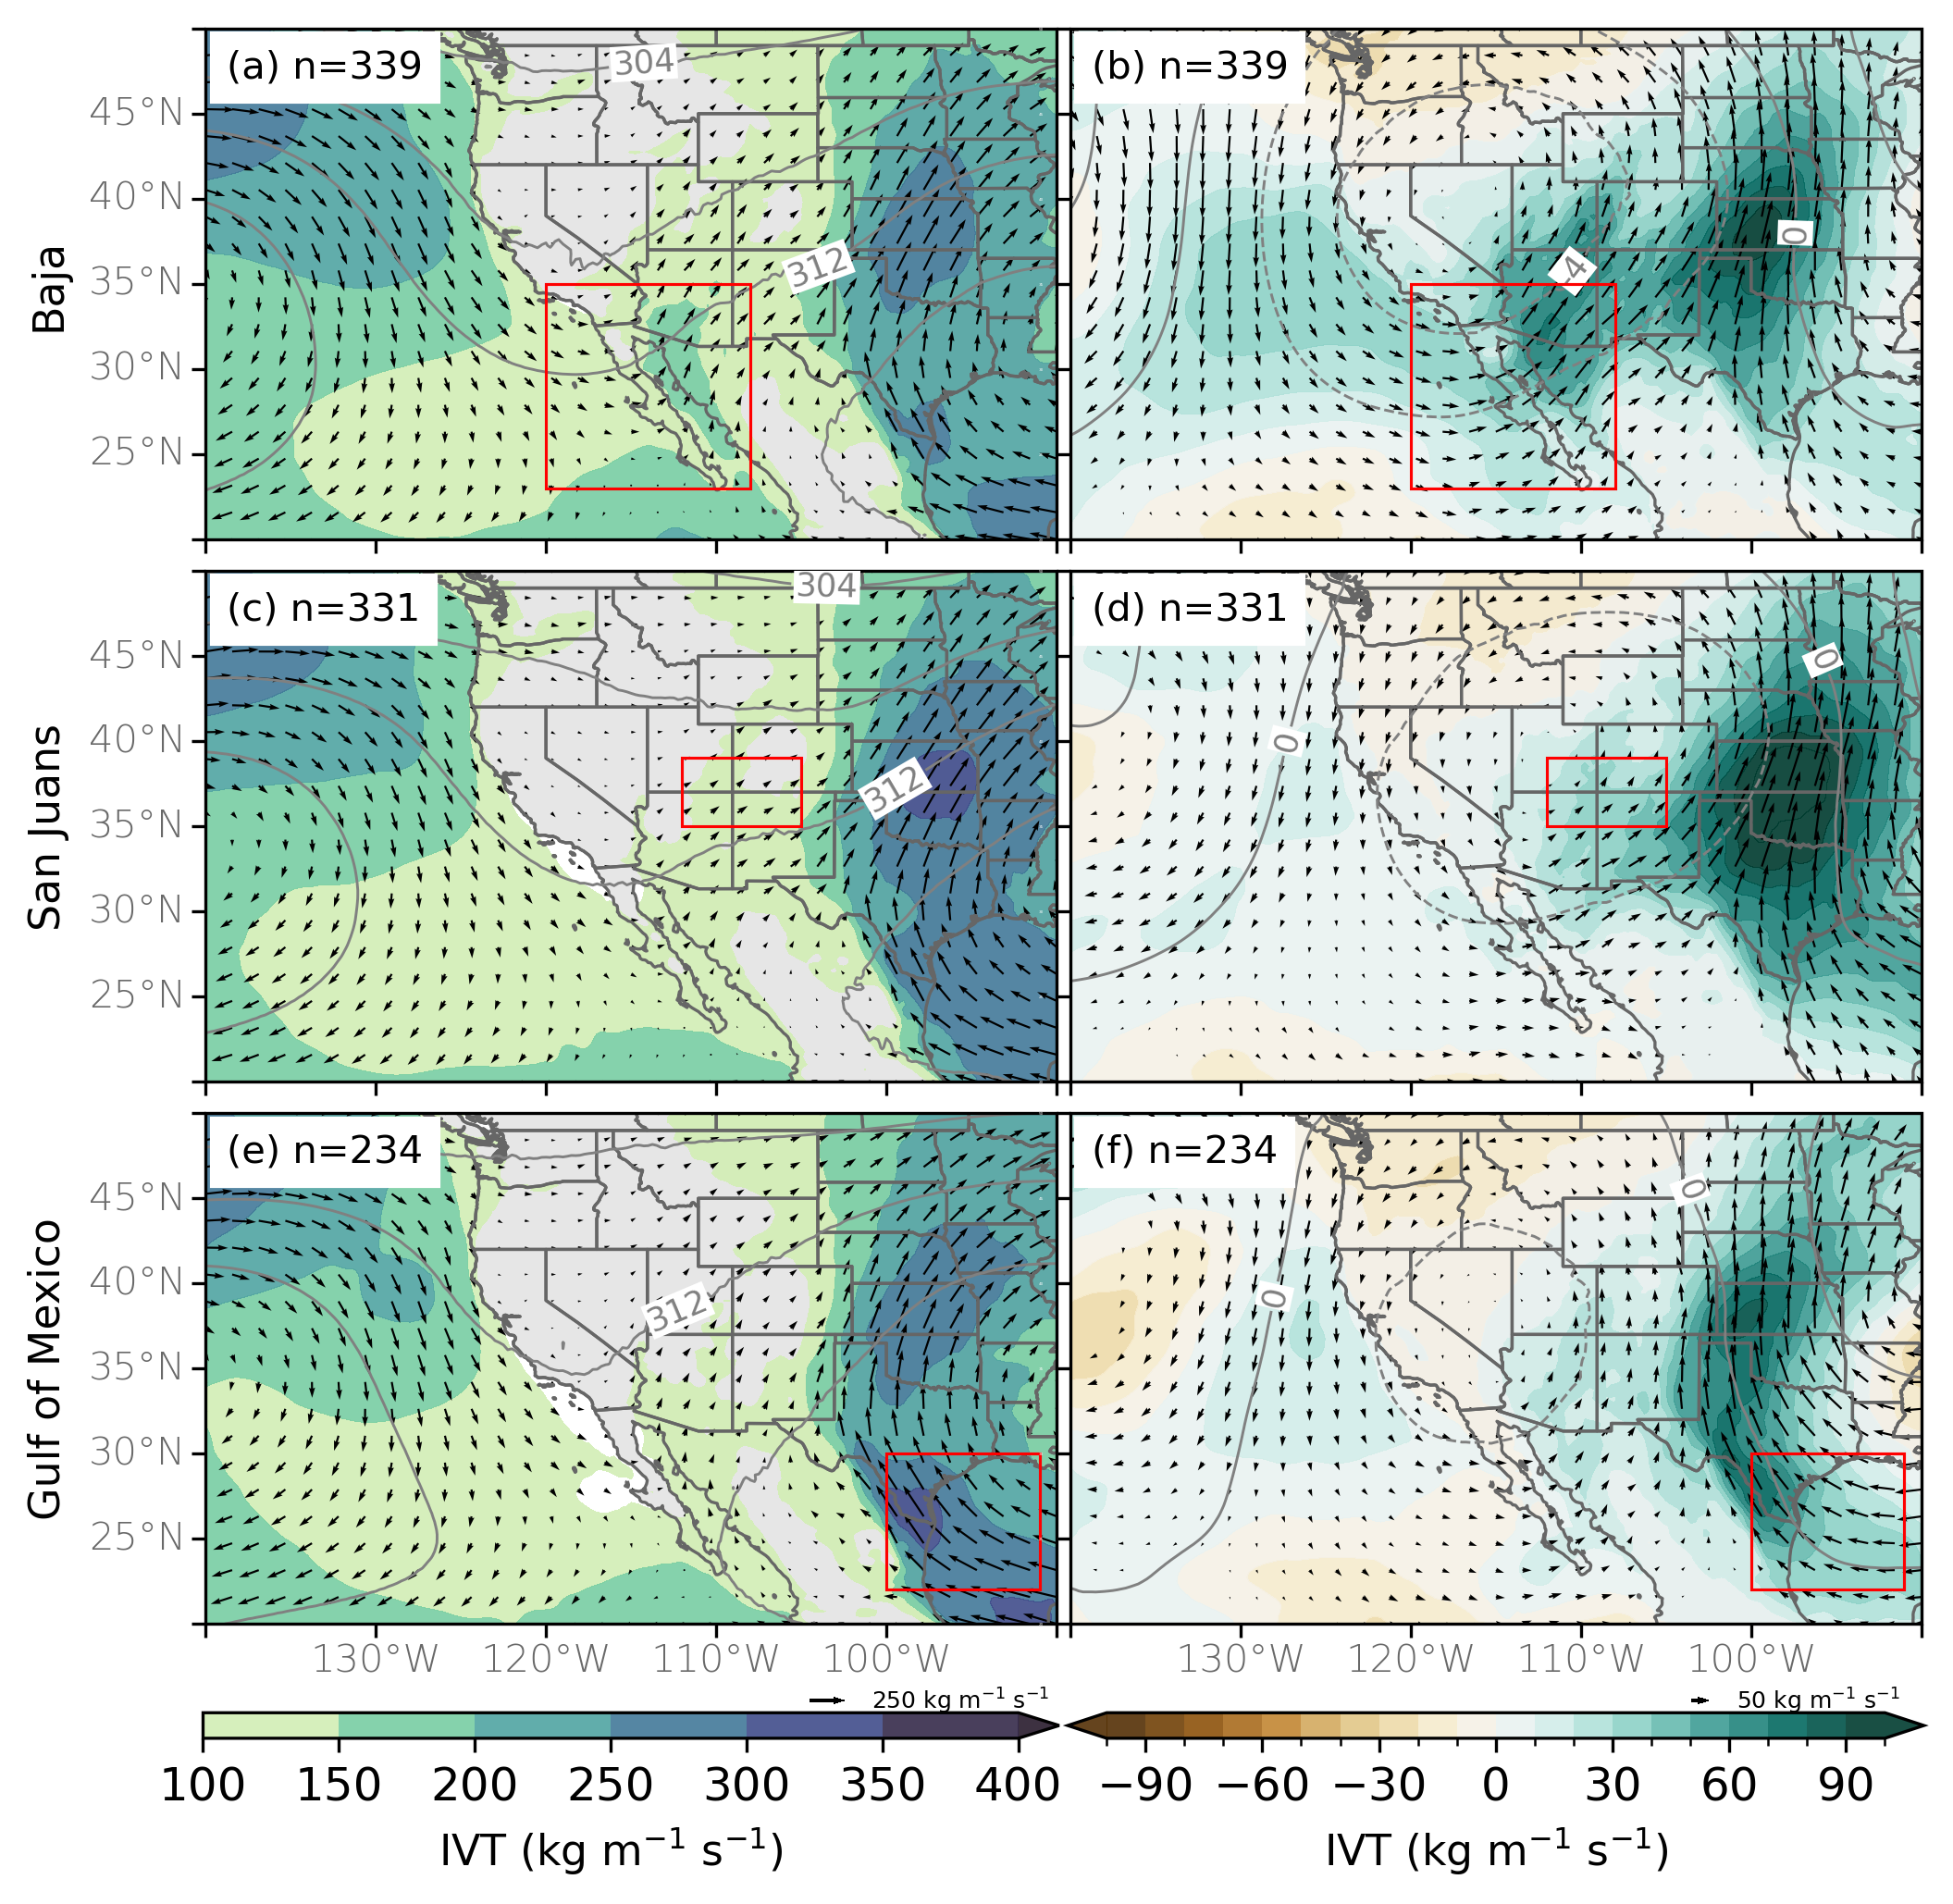 Baja
(a) n=339
304
312
45°N
40°N
35°N
30°N
25°N
(b) n=339
-4
0
San Juans
(c) n=331
304
312
45°N
40°N
35°N
30°N
25°N
(d) n=331
0
0
Gulf of Mexico
(e) n=234
312
45°N
40°N
35°N
30°N
25°N
(f) n=234
0
0
130°W 120°W 110°W 100°W
130°W 120°W 110°W 100°W
250 kg m⁻¹ s⁻¹
50 kg m⁻¹ s⁻¹
100 150 200 250 300 350 400
−90 −60 −30 0 30 60 90
IVT (kg m⁻¹ s⁻¹)
IVT (kg m⁻¹ s⁻¹)